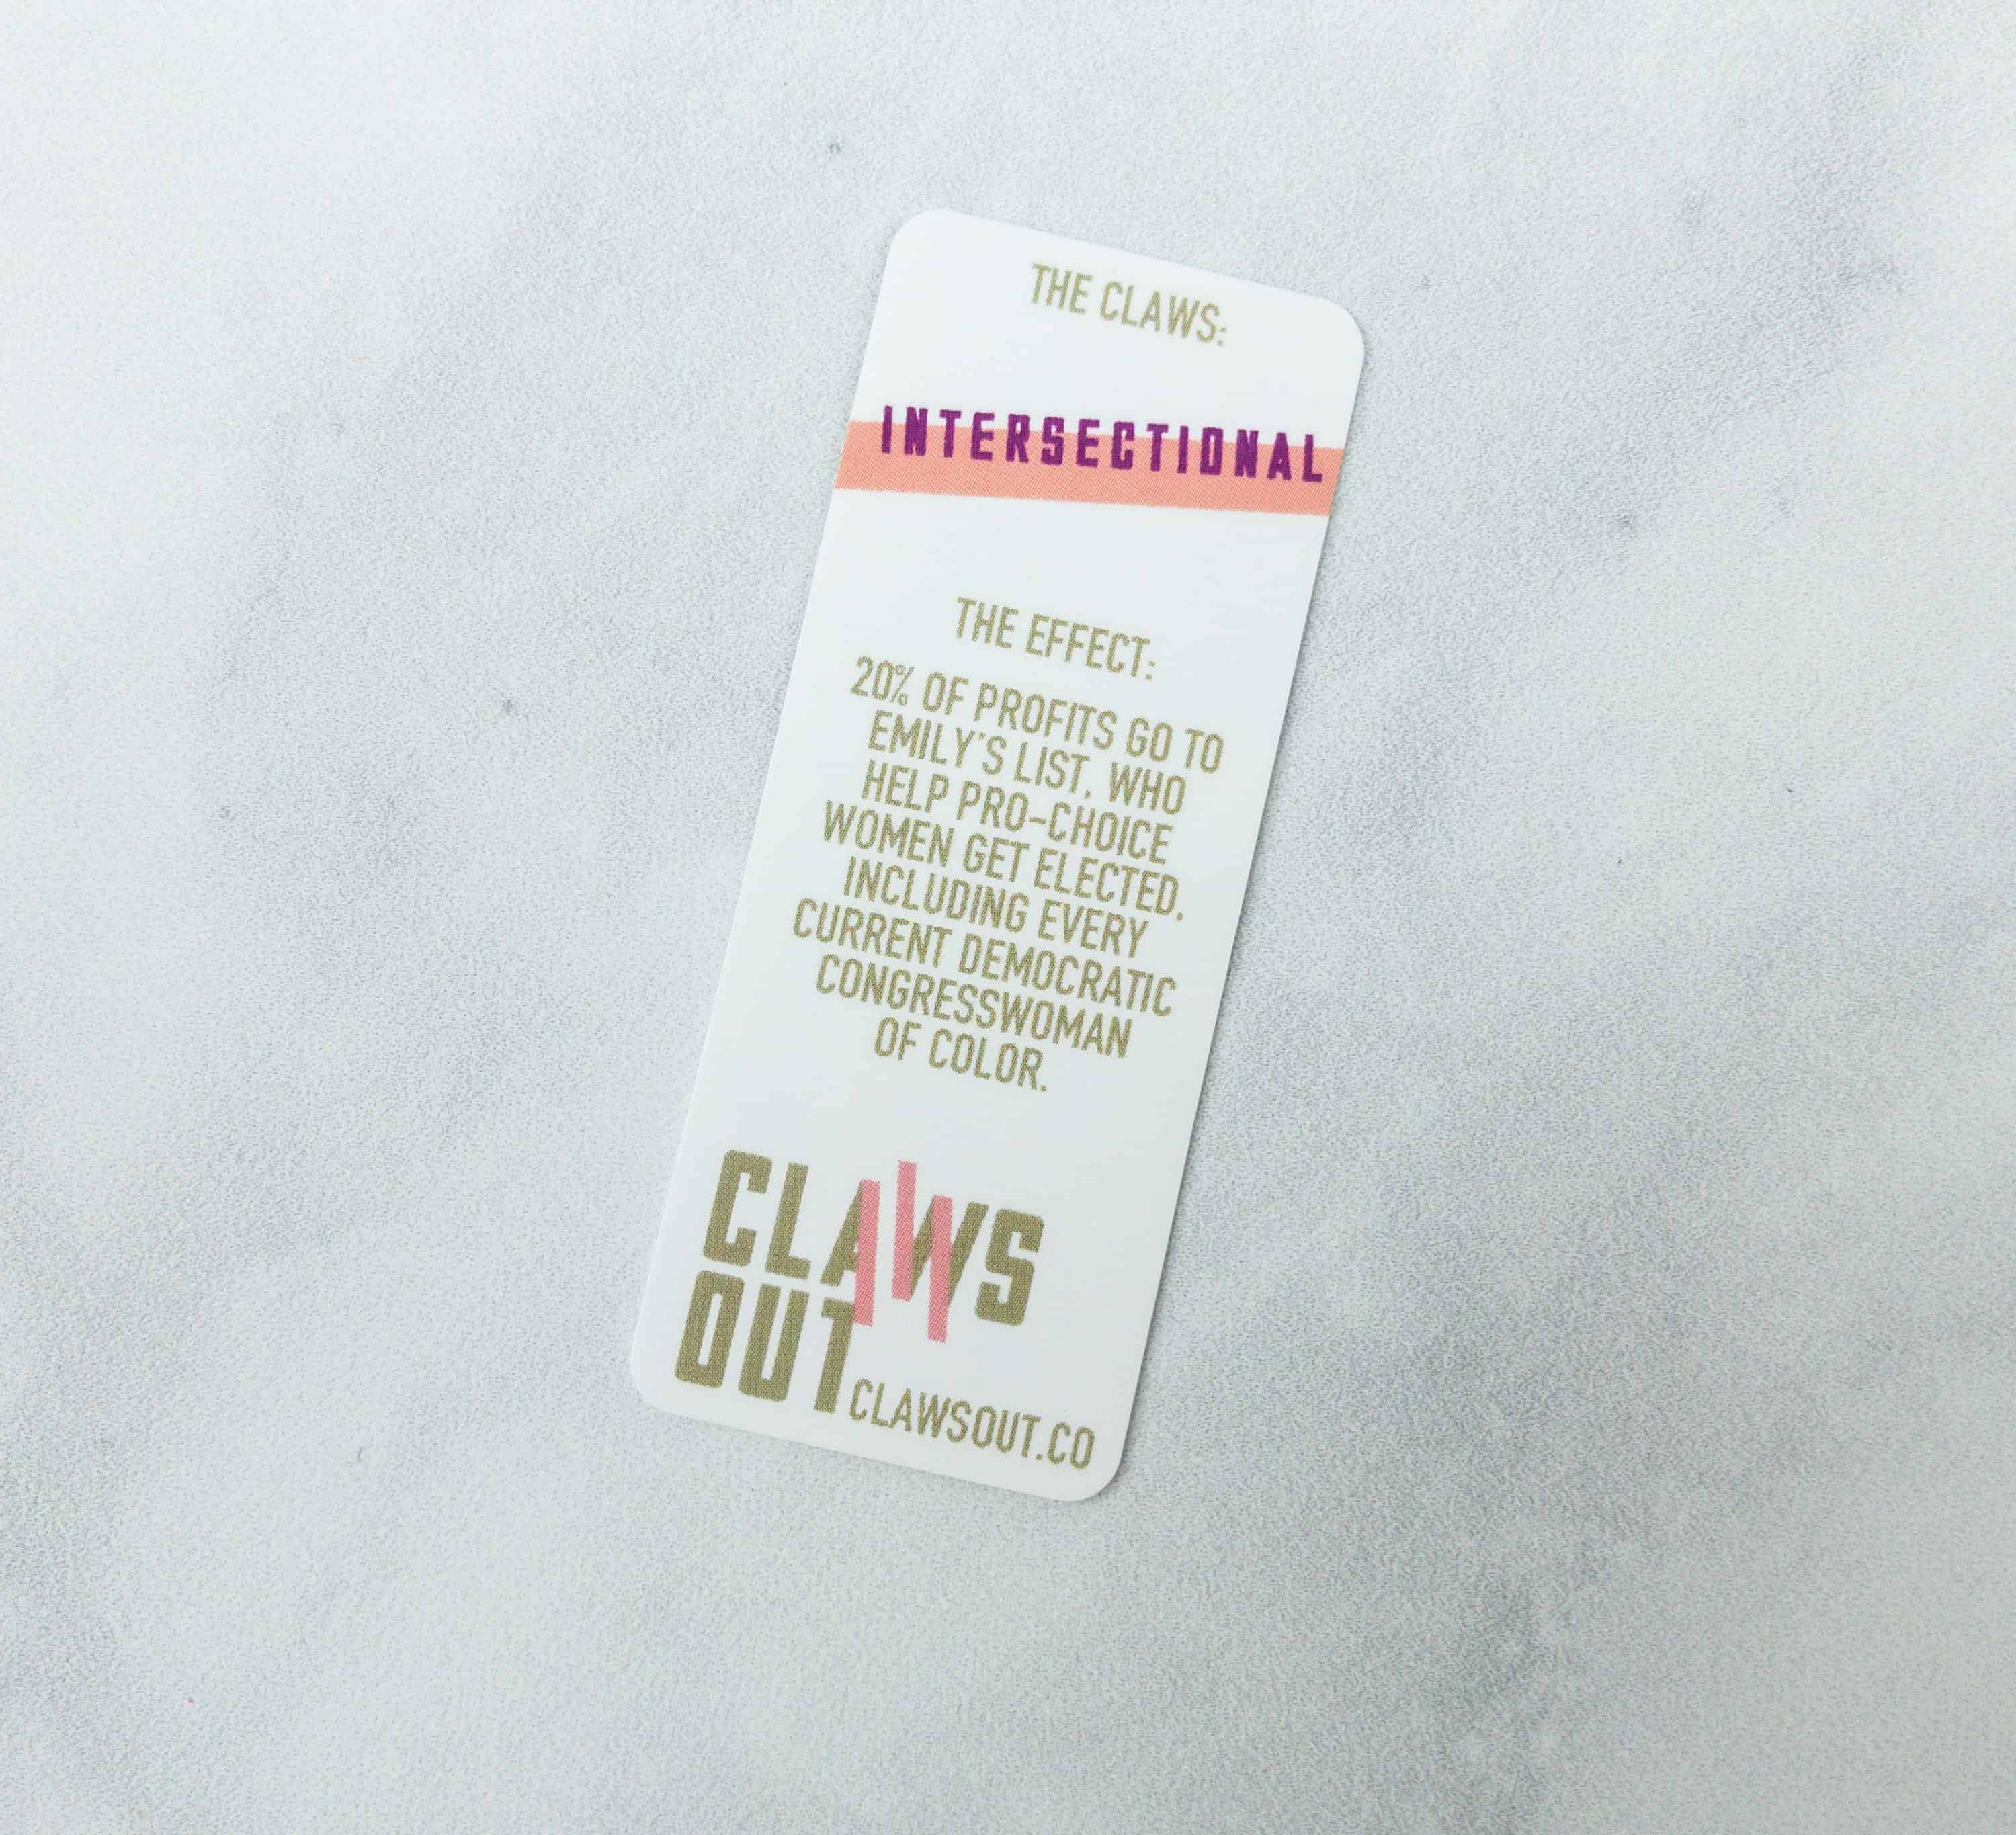 THE CLAWS:
INTERSECTIONAL
THE EFFECT:
20% OF PROFITS GO TO
EMILY'S LIST, WHO
HELP PRO-CHOICE
WOMEN GET ELECTED,
INCLUDING EVERY
CURRENT DEMOCRATIC
CONGRESSWOMAN
OF COLOR.
CLAWS
OUT
CLAWSOUT.CO